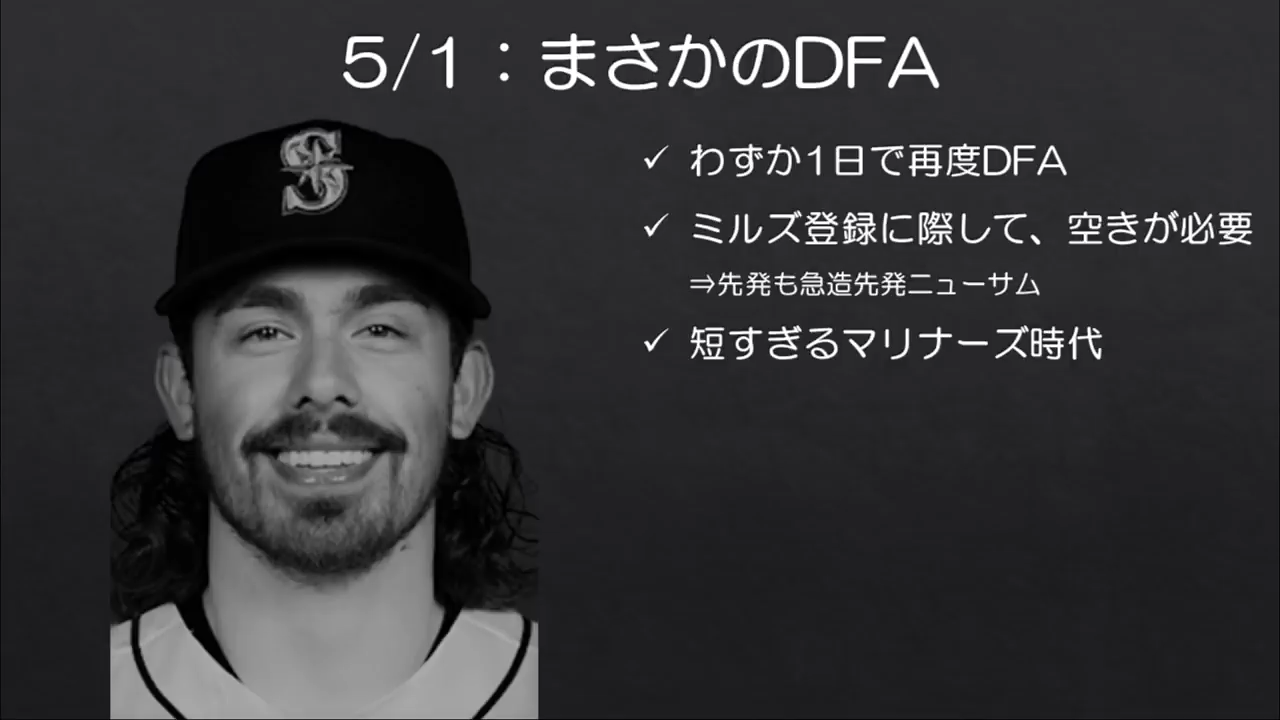 5/1：まさかのDFA
✓ わずか1日で再度DFA
✓ ミルズ登録に際して、空きが必要
⇒先発も急造先発ニューサム
✓ 短すぎるマリナーズ時代
S